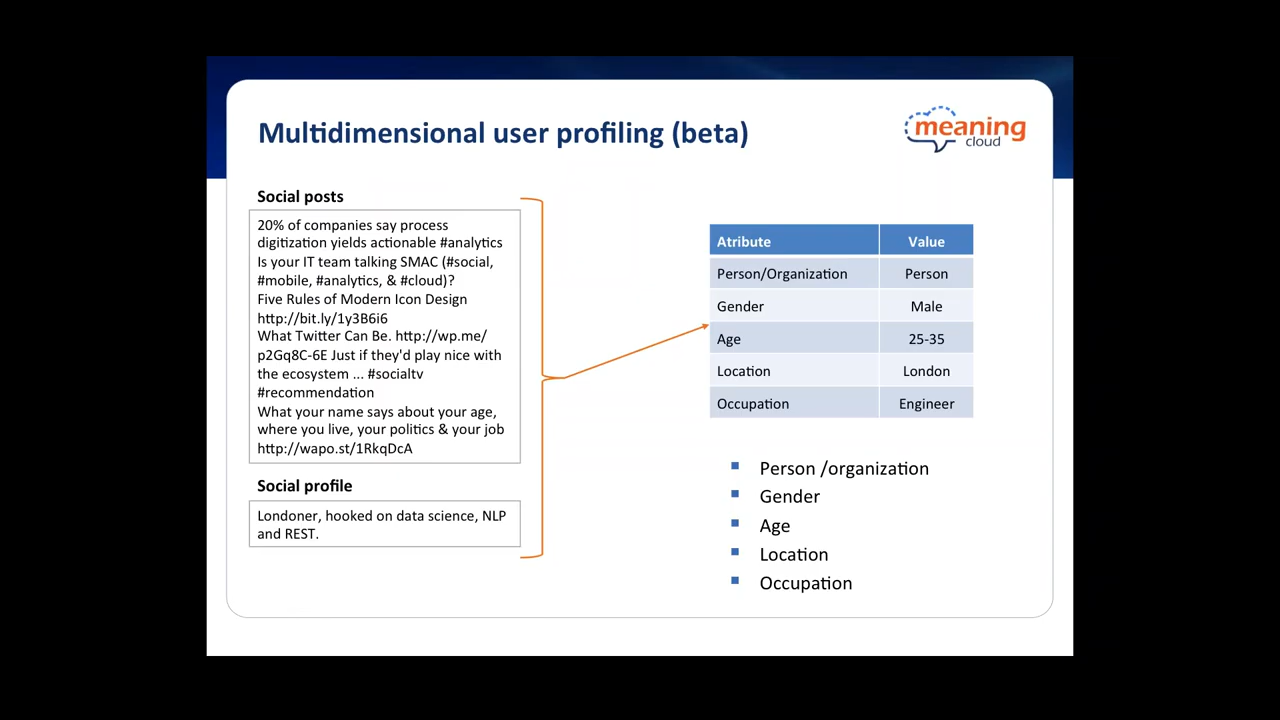 Multidimensional user profiling (beta)
meaning
cloud
Social posts
20% of companies say process
digitization yields actionable #analytics
Is your IT team talking SMAC (#social,
#mobile, #analytics, & #cloud)?
Five Rules of Modern Icon Design
http://bit.ly/1y3B6i6
What Twitter Can Be. http://wp.me/
p2Gq8C-6E Just if they'd play nice with
the ecosystem ... #socialtv
#recommendation
What your name says about your age,
where you live, your politics & your job
http://wapo.st/1RkqDcA
Social profile
Londoner, hooked on data science, NLP
and REST.
Atribute Value
Person/Organization Person
Gender Male
Age 25-35
Location London
Occupation Engineer
Person /organization
Gender
Age
Location
Occupation